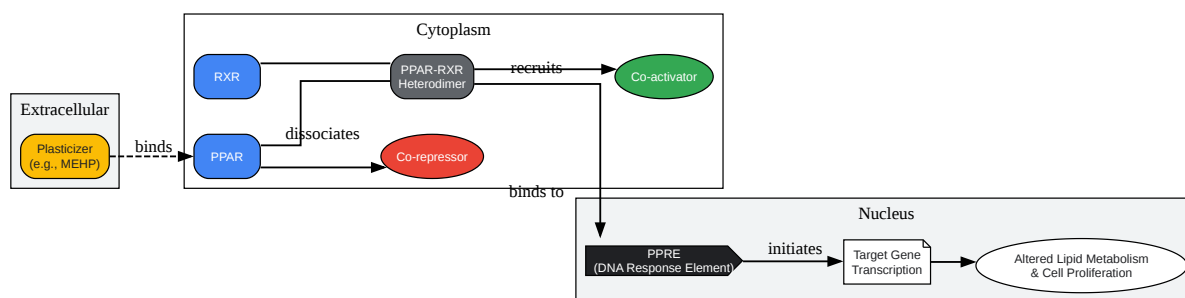 Cytoplasm
RXR
PPAR-RXR
Heterodimer
recruits
Co-activator
Extracellular
Plasticizer
(e.g., MEHP)
binds
PPAR
dissociates
Co-repressor
binds to
Nucleus
PPRE
(DNA Response Element)
initiates
Target Gene
Transcription
Altered Lipid Metabolism
& Cell Proliferation